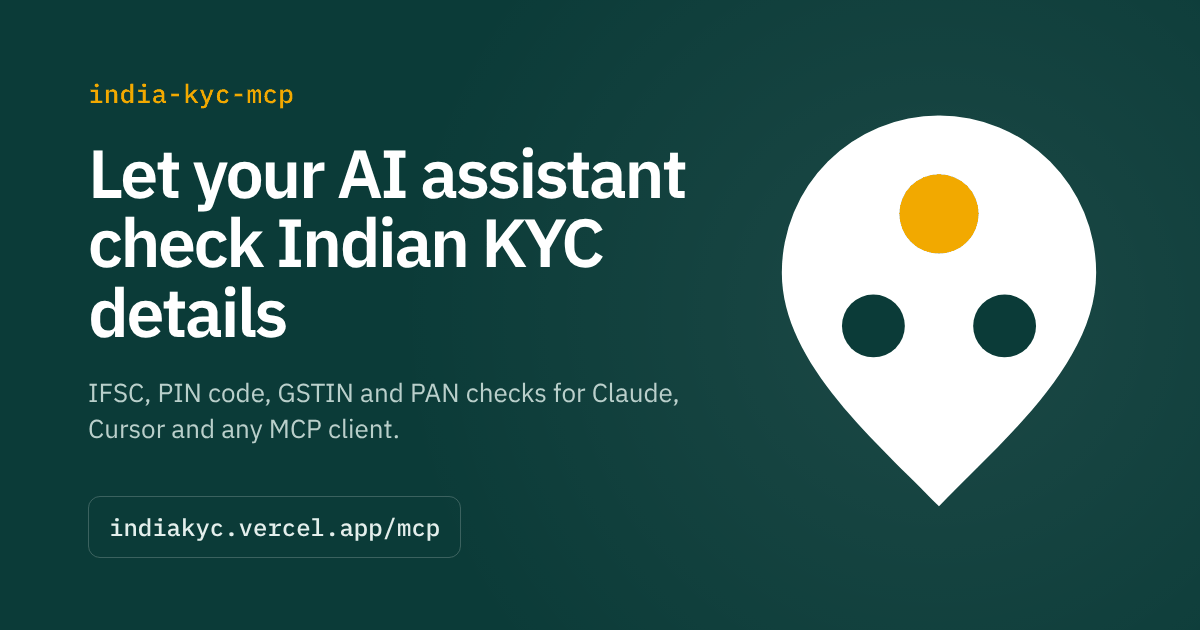 india-kyc-mcp
Let your AI assistant
check Indian KYC
details
IFSC, PIN code, GSTIN and PAN checks for Claude,
Cursor and any MCP client.
indiakyc.vercel.app/mcp